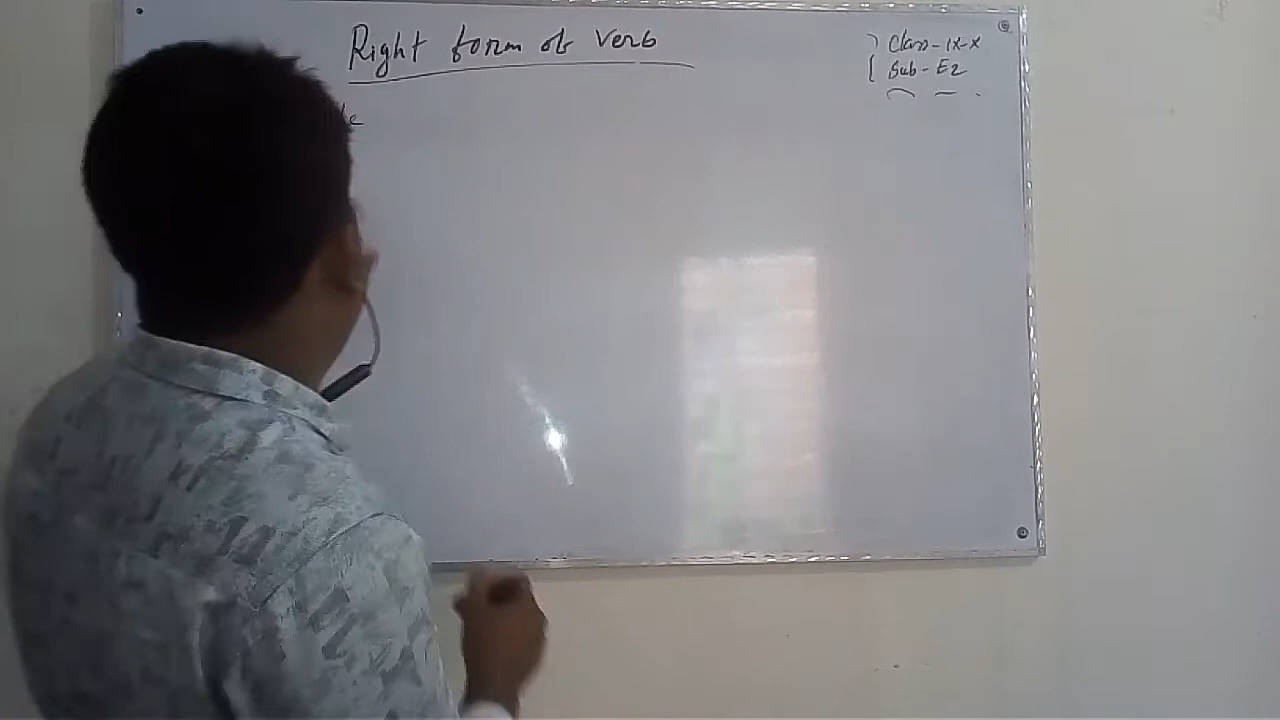 Right form of Verb
Class - IX-X
Sub - E2